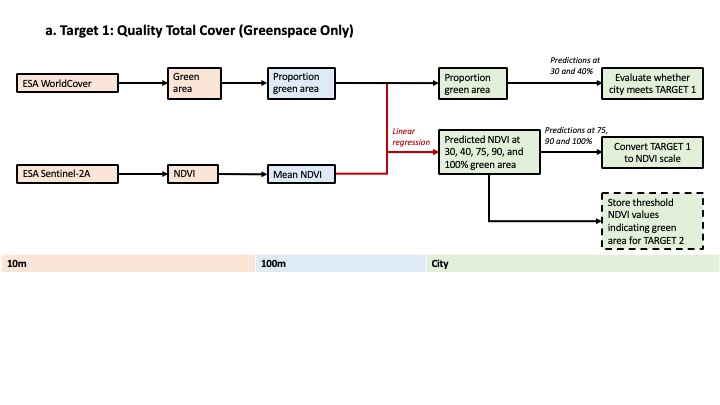 a. Target 1: Quality Total Cover (Greenspace Only)
ESA WorldCover
Green
area
Proportion
green area
Proportion
green area
Predictions at
30 and 40%
Evaluate whether
city meets TARGET 1
Linear
regression
ESA Sentinel-2A
NDVI
Mean NDVI
Predicted NDVI at
30, 40, 75, 90, and
100% green area
Predictions at 75,
90 and 100%
Convert TARGET 1
to NDVI scale
Store threshold
NDVI values
indicating green
area for TARGET 2
10m
100m
City